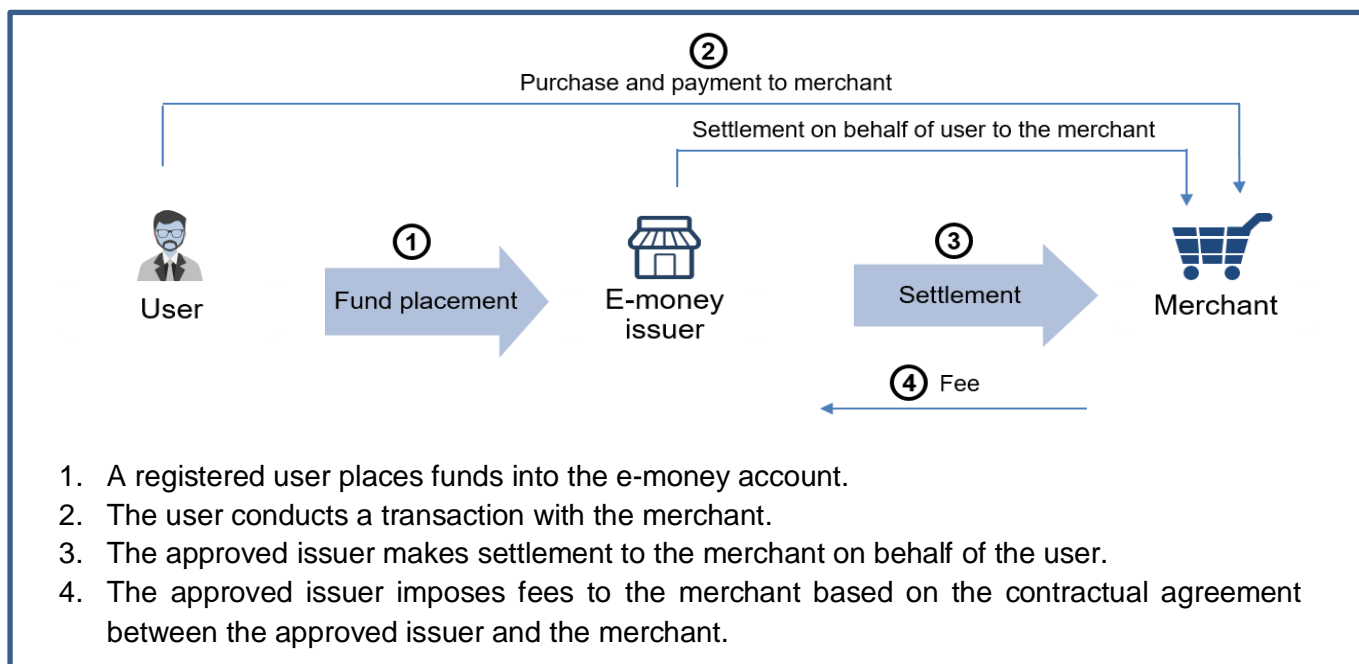 2
Purchase and payment to merchant
Settlement on behalf of user to the merchant
1
3
Fund placement
Settlement
User
E-money
issuer
Merchant
4 Fee
1. A registered user places funds into the e-money account.
2. The user conducts a transaction with the merchant.
3. The approved issuer makes settlement to the merchant on behalf of the user.
4. The approved issuer imposes fees to the merchant based on the contractual agreement
between the approved issuer and the merchant.